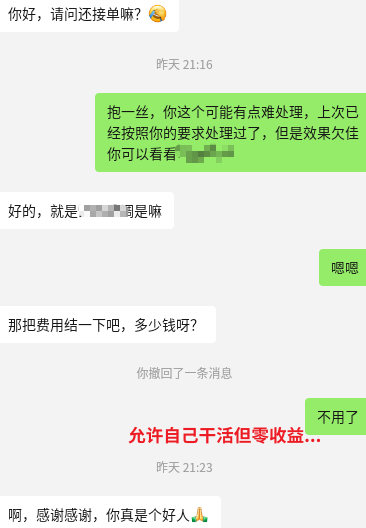 你好，请问还接单嘛？
昨天 21:16
抱一丝，你这个可能有点难处理，上次已
经按照你的要求处理过了，但是效果欠佳
你可以看看
好的，就是 是嘛
嗯嗯
那把费用结一下吧，多少钱呀？
你撤回了一条消息
不用了
允许自己干活但零收益...
昨天 21:23
啊，感谢感谢，你真是个好人